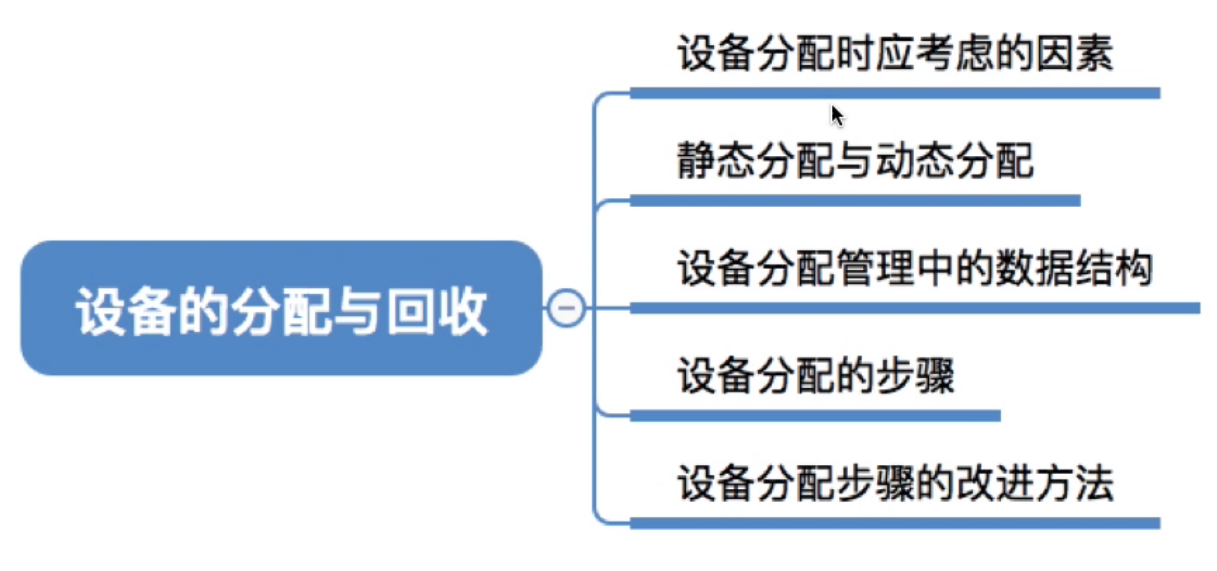 设备分配时应考虑的因素
静态分配与动态分配
设备分配管理中的数据结构
设备的分配与回收
设备分配的步骤
设备分配步骤的改进方法